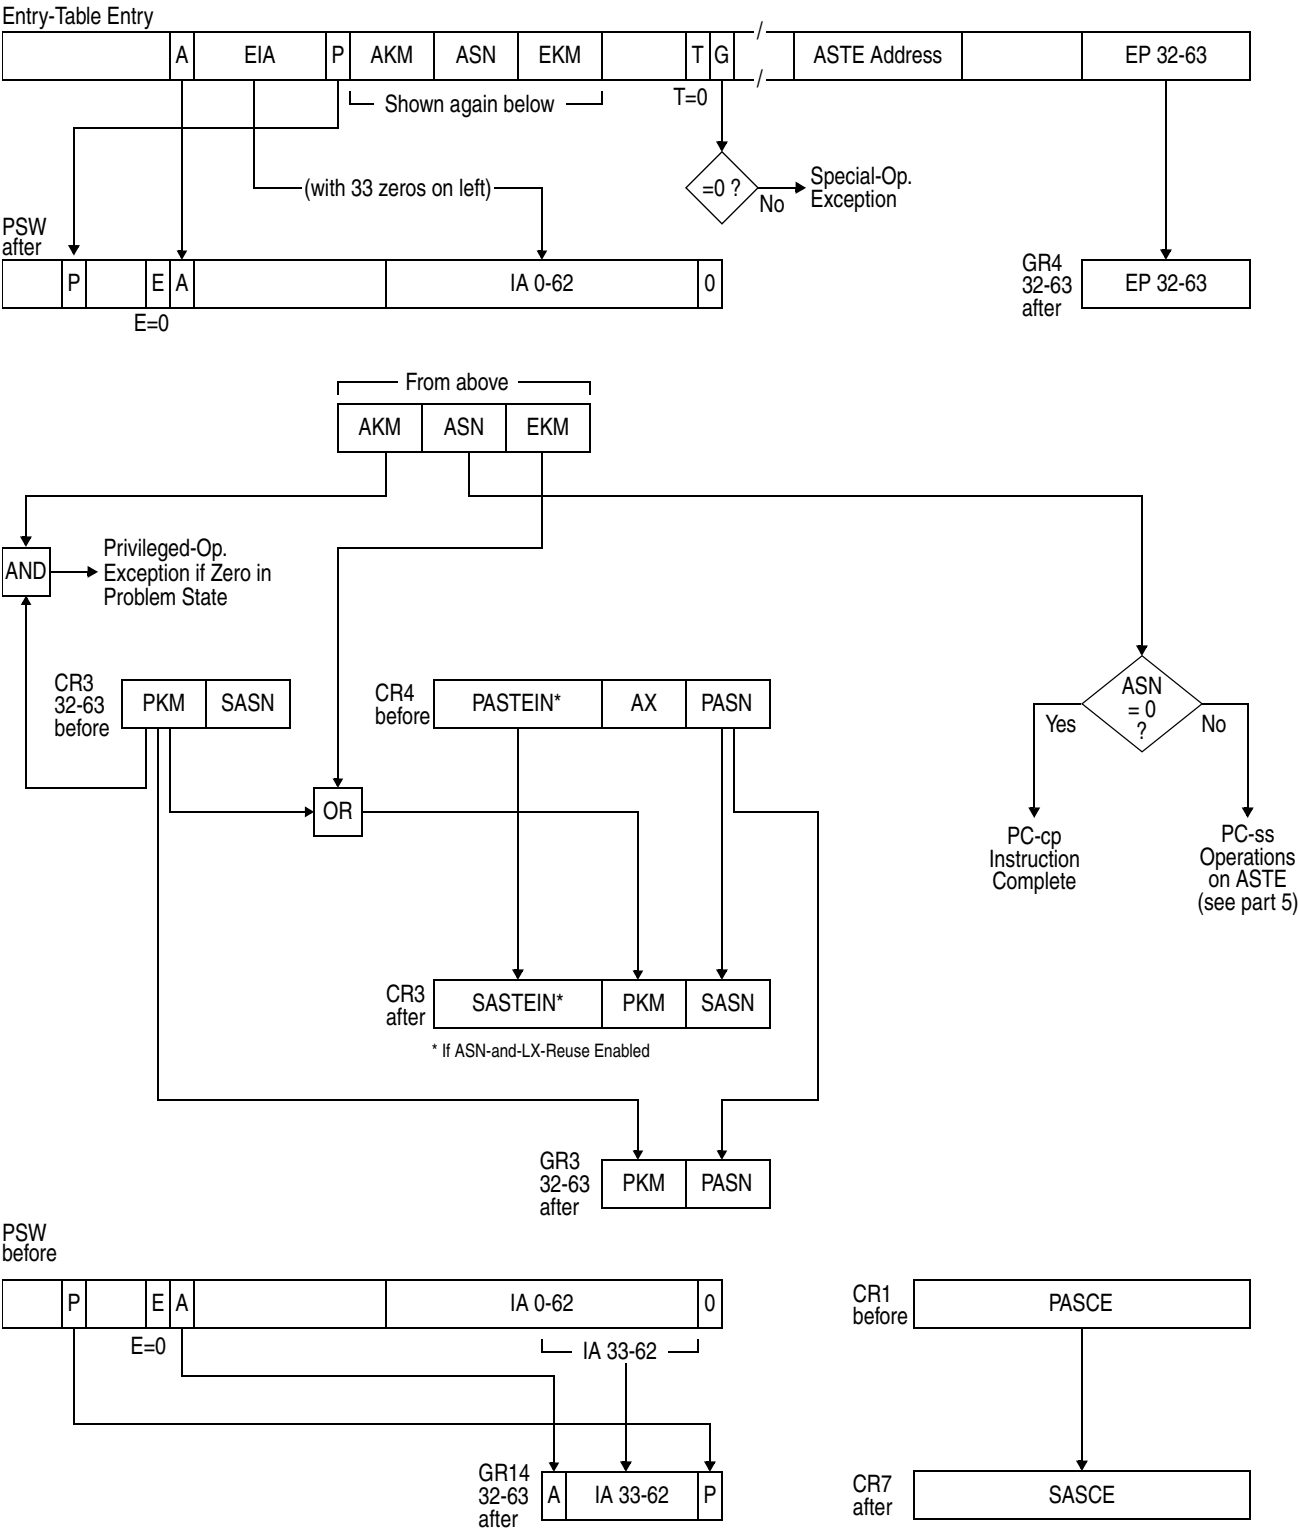 Entry-Table Entry
A EIA P AKM ASN EKM T G / / ASTE Address EP 32-63
Shown again below
T=0
(with 33 zeros on left)
=0 ?
No
Special-Op.
Exception
PSW
after
P E A IA 0-62 0
E=0
GR4
32-63
after
EP 32-63
From above
AKM ASN EKM
AND
Privileged-Op.
Exception if Zero in
Problem State
CR3
32-63
before
PKM SASN
CR4
before
PASTEIN* AX PASN
ASN
= 0
?
Yes
No
OR
PC-cp
Instruction
Complete
PC-ss
Operations
on ASTE
(see part 5)
CR3
after
SASTEIN* PKM SASN
* If ASN-and-LX-Reuse Enabled
GR3
32-63
after
PKM PASN
PSW
before
P E A IA 0-62 0
E=0
IA 33-62
CR1
before
PASCE
GR14
32-63
after
A IA 33-62 P
CR7
after
SASCE